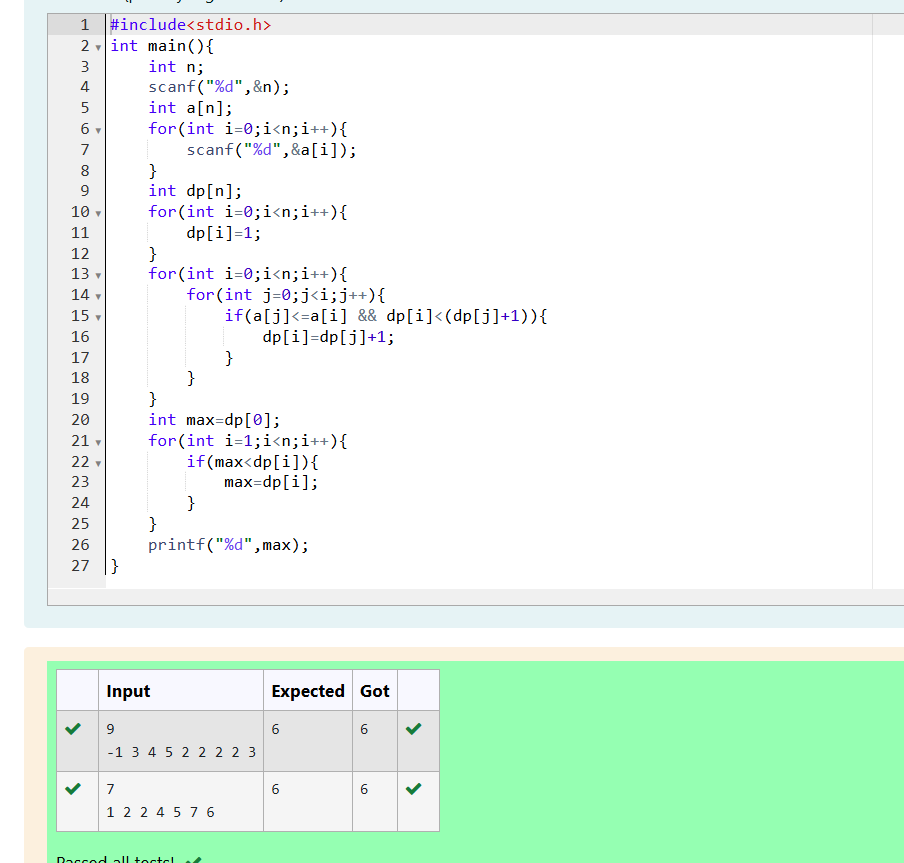 1 #include<stdio.h>
2 int main(){
3     int n;
4     scanf("%d",&n);
5     int a[n];
6     for(int i=0;i<n;i++){
7         scanf("%d",&a[i]);
8     }
9     int dp[n];
10     for(int i=0;i<n;i++){
11         dp[i]=1;
12     }
13     for(int i=0;i<n;i++){
14         for(int j=0;j<i;j++){
15             if(a[j]<=a[i] && dp[i]<(dp[j]+1)){
16                 dp[i]=dp[j]+1;
17             }
18         }
19     }
20     int max=dp[0];
21     for(int i=1;i<n;i++){
22         if(max<dp[i]){
23             max=dp[i];
24         }
25     }
26     printf("%d",max);
27 }
Input Expected Got
9 6 6
-1 3 4 5 2 2 2 2 3
7 6 6
1 2 2 4 5 7 6
Passed all tests!